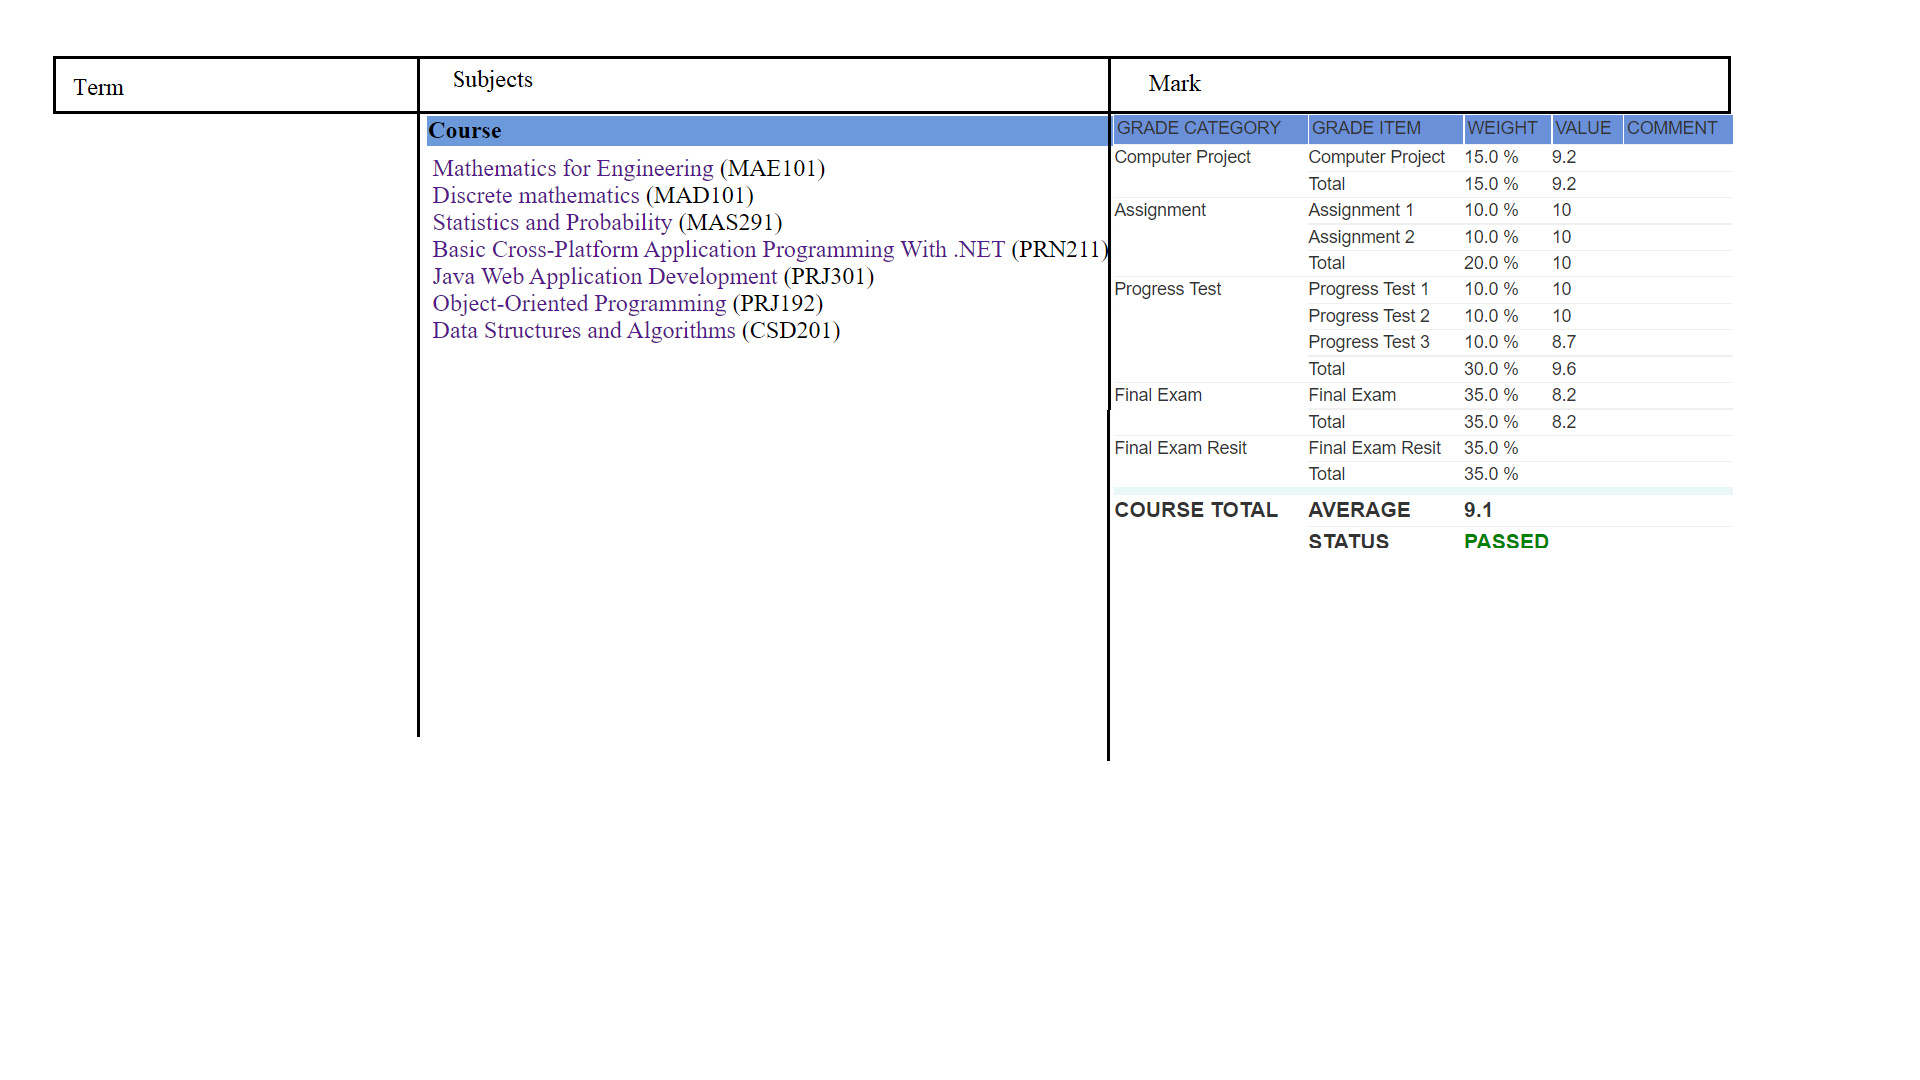 Term Subjects Mark
Course
Mathematics for Engineering (MAE101)
Discrete mathematics (MAD101)
Statistics and Probability (MAS291)
Basic Cross-Platform Application Programming With .NET (PRN211)
Java Web Application Development (PRJ301)
Object-Oriented Programming (PRJ192)
Data Structures and Algorithms (CSD201)
GRADE CATEGORY GRADE ITEM WEIGHT VALUE COMMENT
Computer Project Computer Project 15.0 % 9.2
Total 15.0 % 9.2
Assignment Assignment 1 10.0 % 10
Assignment 2 10.0 % 10
Total 20.0 % 10
Progress Test Progress Test 1 10.0 % 10
Progress Test 2 10.0 % 10
Progress Test 3 10.0 % 8.7
Total 30.0 % 9.6
Final Exam Final Exam 35.0 % 8.2
Total 35.0 % 8.2
Final Exam Resit Final Exam Resit 35.0 %
Total 35.0 %
COURSE TOTAL AVERAGE 9.1
STATUS PASSED